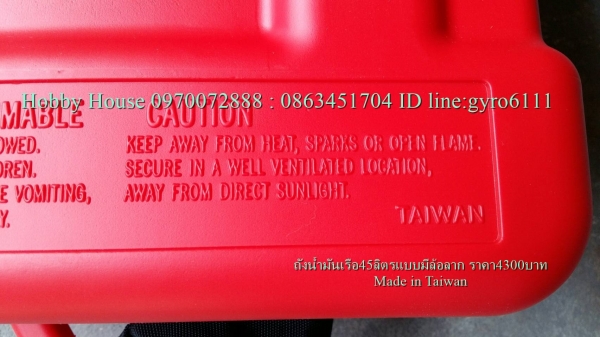 Hobby House 0970072888 : 0863451704 ID line:gyro6111
MABLE CAUTION
OWED. KEEP AWAY FROM HEAT, SPARKS OR OPEN FLAME.
DREN. SECURE IN A WELL VENTILATED LOCATION,
E VOMITING, AWAY FROM DIRECT SUNLIGHT.
Y.
TAIWAN
ถังน้ำมันเรือ45ลิตรแบบมีล้อลาก ราคา4300บาท
Made in Taiwan